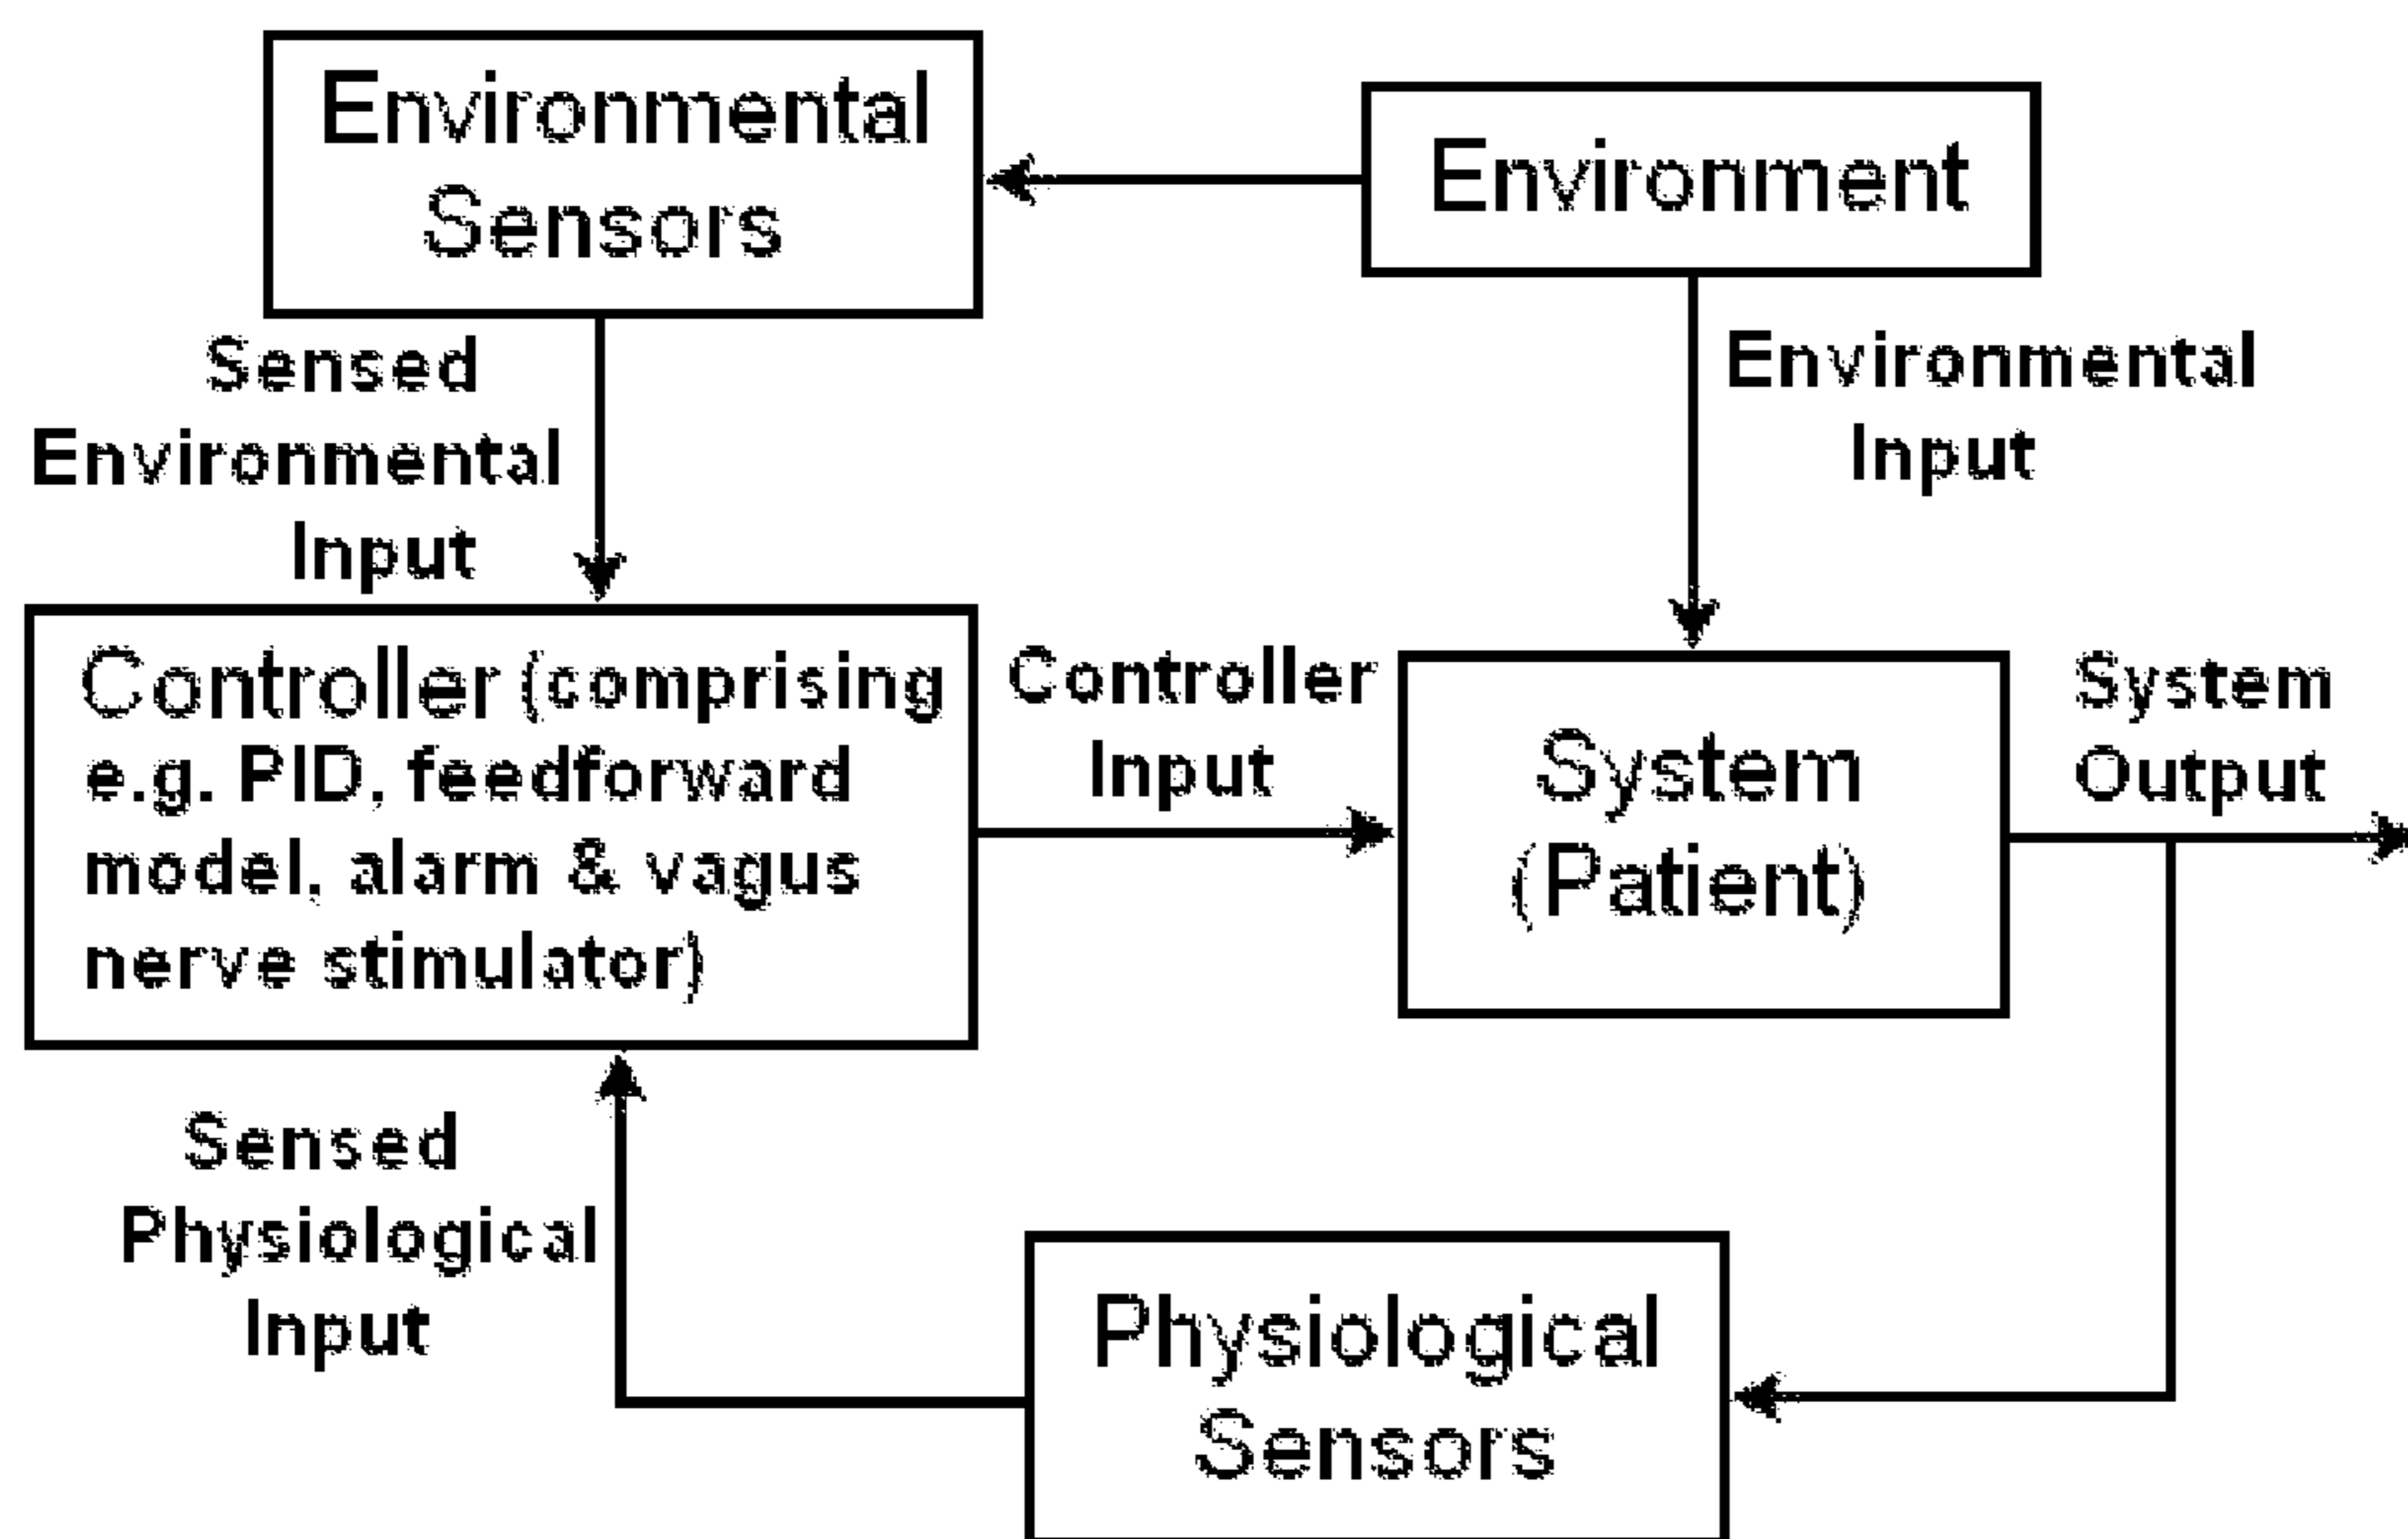 Environmental
Sensors
Environment
Sensed
Environmental
Input
Environmental
Input
Controller (comprising
e.g. PID, feedforward
model, alarm & vagus
nerve stimulator)
Controller
Input
System
(Patient)
System
Output
Sensed
Physiological
Input
Physiological
Sensors